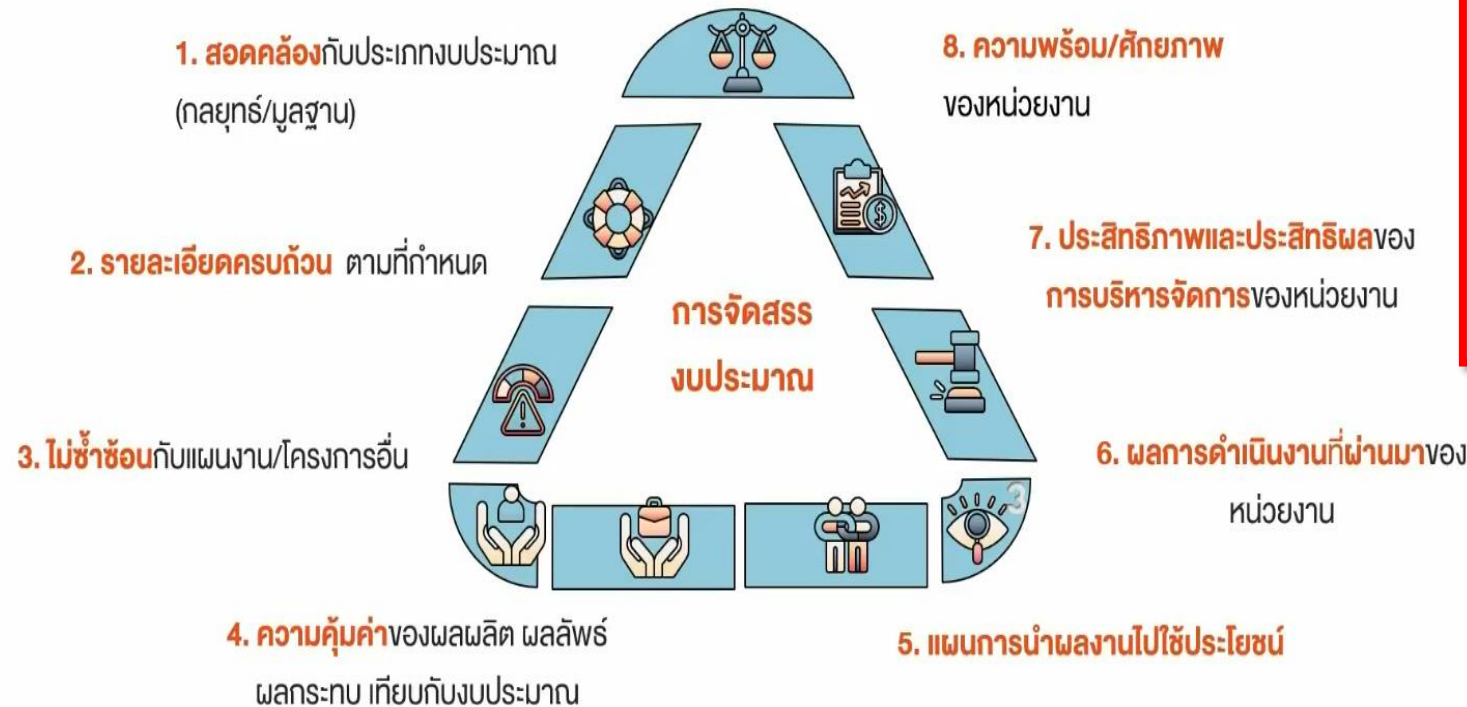 1. สอดคล้องกับประเภทงบประมาณ
(กลยุทธ์/มูลฐาน)
2. รายละเอียดครบถ้วน ตามที่กำหนด
3. ไม่ซ้ำซ้อนกับแผนงาน/โครงการอื่น
4. ความคุ้มค่าของผลผลิต ผลลัพธ์
ผลกระทบ เทียบกับงบประมาณ
การจัดสรร
งบประมาณ
5. แผนการนำผลงานไปใช้ประโยชน์
6. ผลการดำเนินงานที่ผ่านมาของ
หน่วยงาน
7. ประสิทธิภาพและประสิทธิผลของ
การบริหารจัดการของหน่วยงาน
8. ความพร้อม/ศักยภาพ
ของหน่วยงาน
3
$